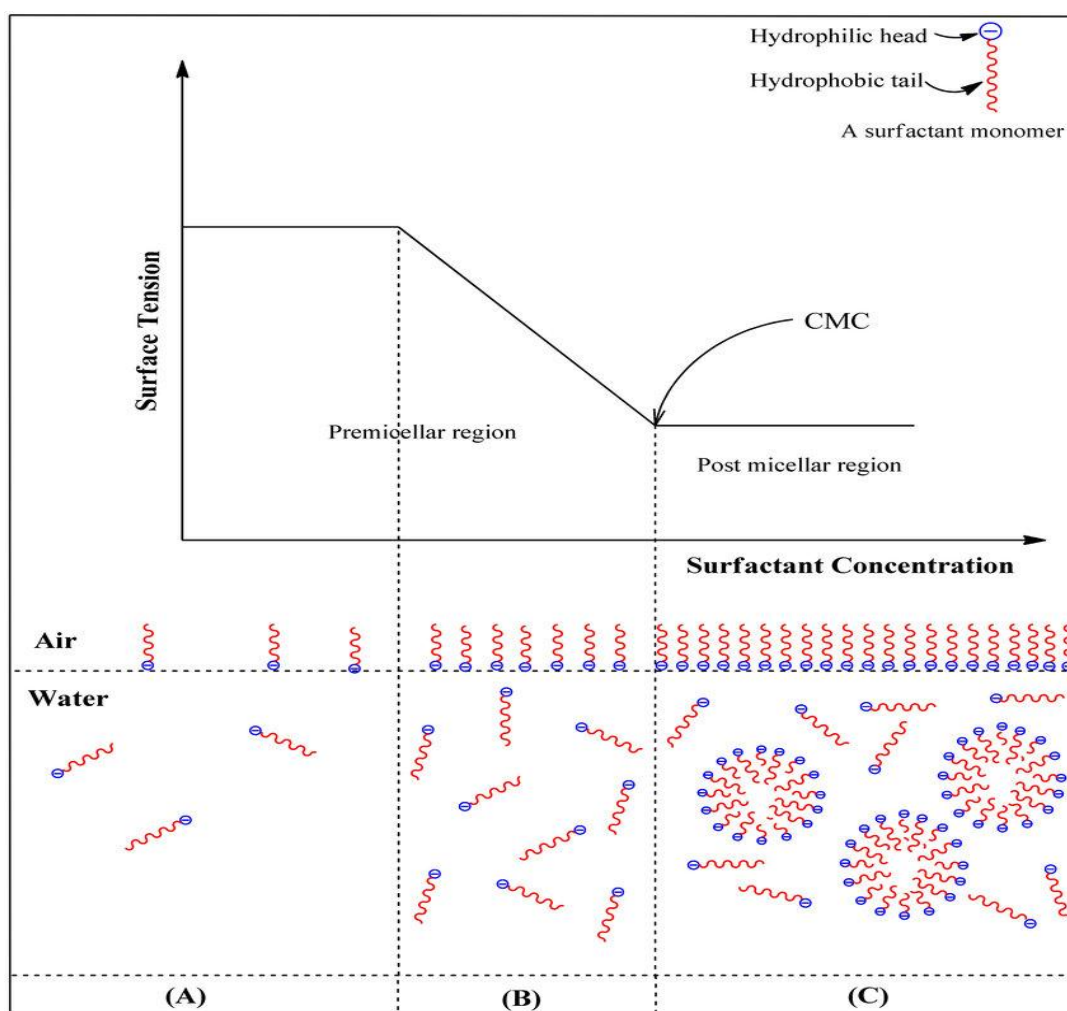 Hydrophilic head
Hydrophobic tail
A surfactant monomer
Surface Tension
CMC
Premicellar region
Post micellar region
Surfactant Concentration
Air
Water
(A)
(B)
(C)